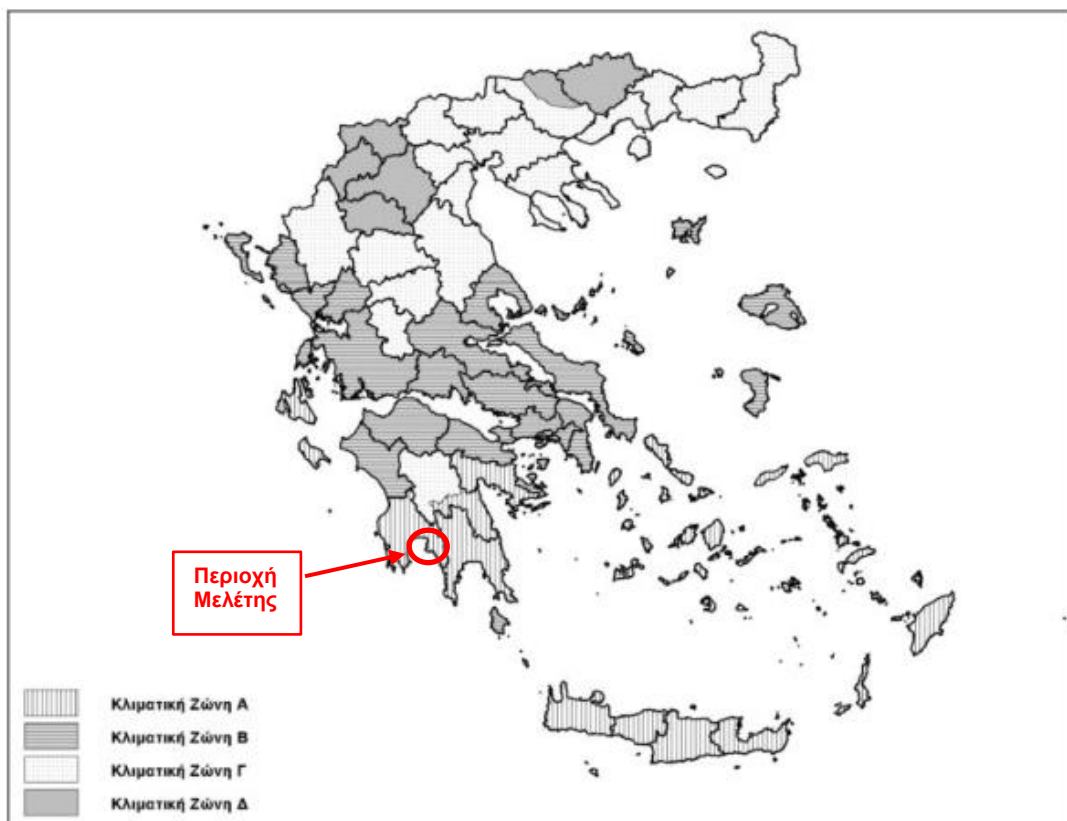 Περιοχή
Μελέτης
Κλιματική Ζώνη Α
Κλιματική Ζώνη Β
Κλιματική Ζώνη Γ
Κλιματική Ζώνη Δ